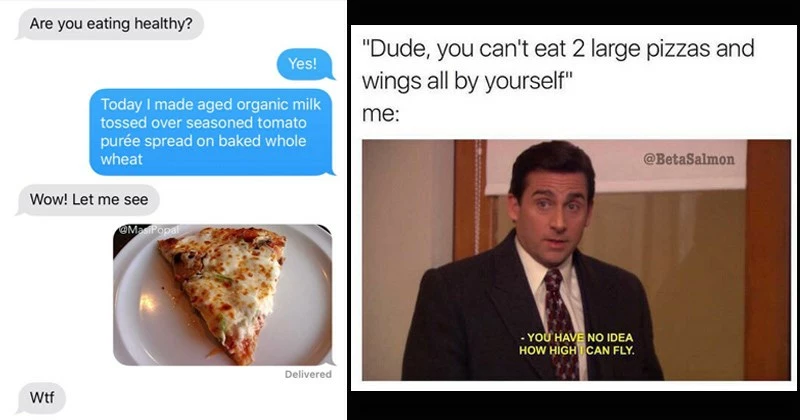 Are you eating healthy?
Yes!
Today I made aged organic milk
tossed over seasoned tomato
purée spread on baked whole
wheat
Wow! Let me see
@MasiPopal
Delivered
Wtf
"Dude, you can't eat 2 large pizzas and
wings all by yourself"
me:
@BetaSalmon
- YOU HAVE NO IDEA
HOW HIGH I CAN FLY.